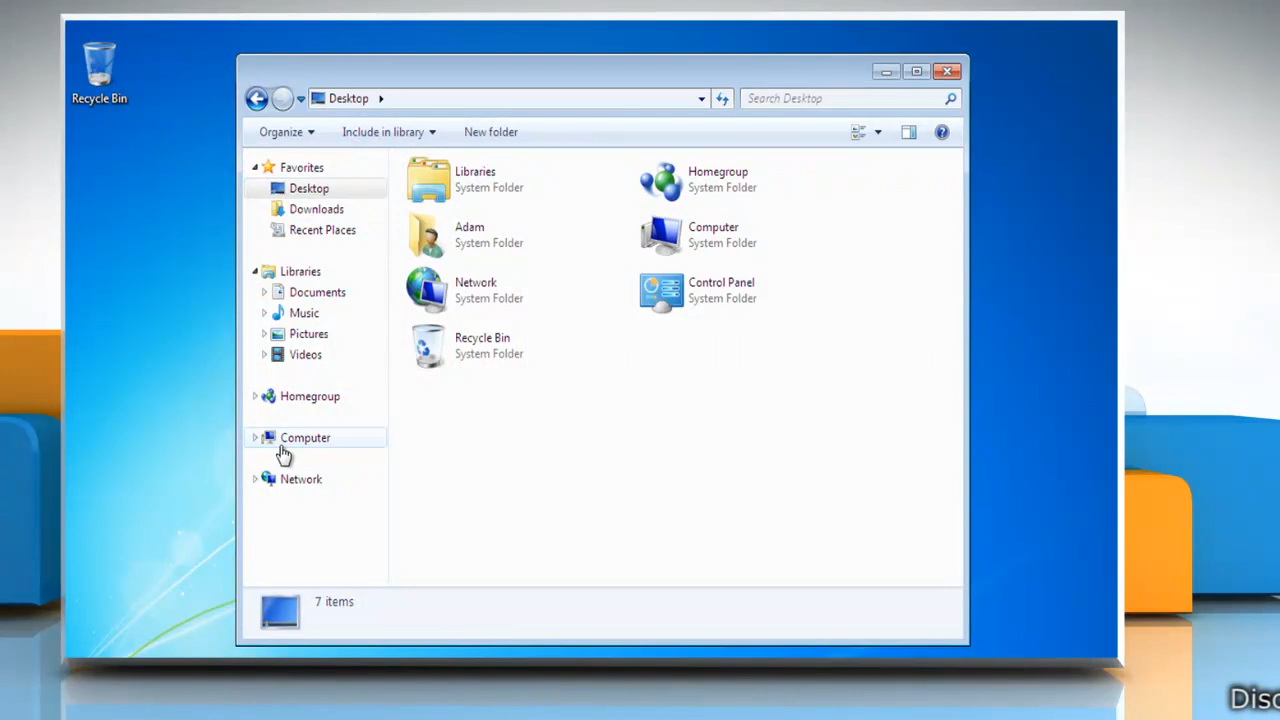 Recycle Bin
Desktop
Search Desktop
Organize
Include in library
New folder
Favorites
Desktop
Downloads
Recent Places
Libraries
Documents
Music
Pictures
Videos
Homegroup
Computer
Network
Libraries
System Folder
Homegroup
System Folder
Adam
System Folder
Computer
System Folder
Network
System Folder
Control Panel
System Folder
Recycle Bin
System Folder
7 items